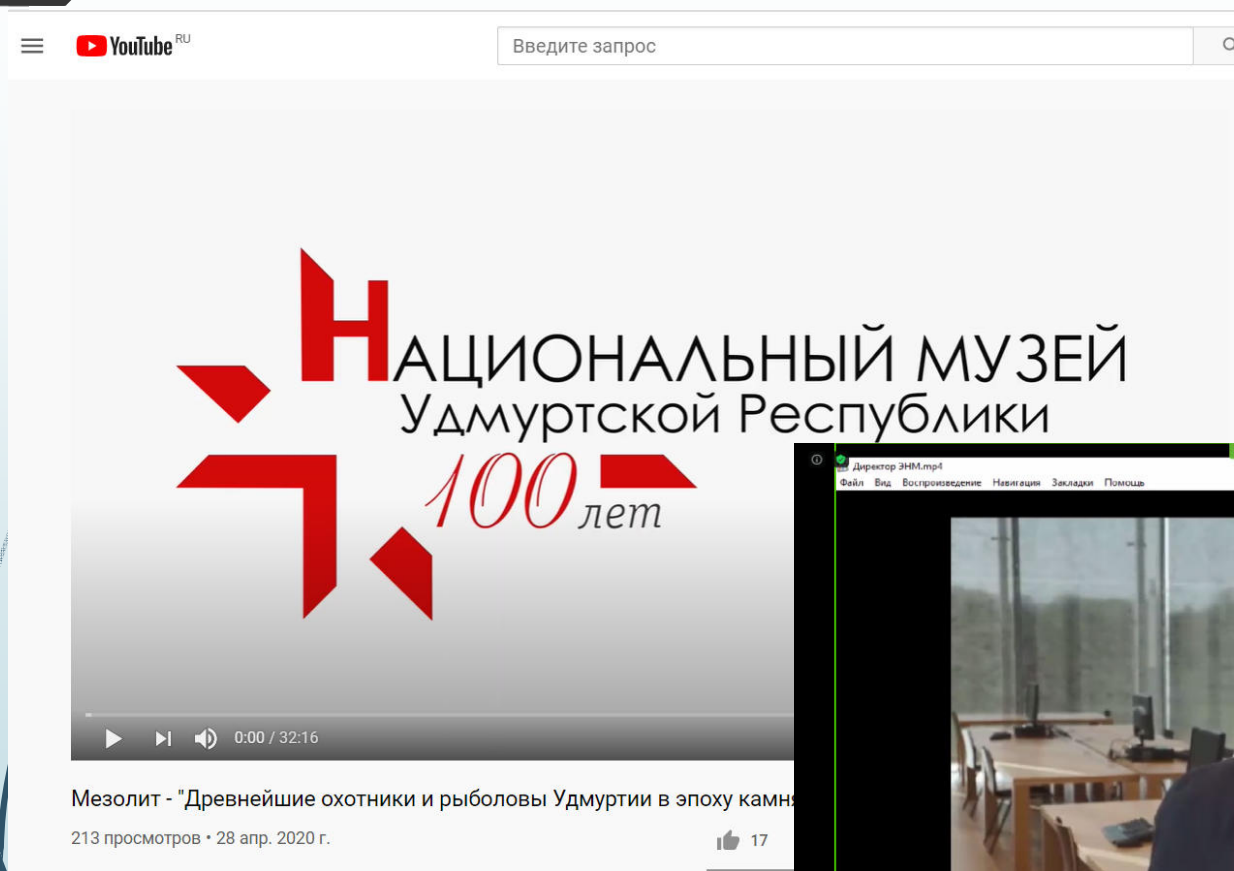 YouTube RU
Введите запрос
НАЦИОНАЛЬНЫЙ МУЗЕЙ
Удмуртской Республики
100 лет
0:00 / 32:16
Мезолит - "Древнейшие охотники и рыболовы Удмуртии в эпоху камня
213 просмотров • 28 апр. 2020 г.
17
Директор ЭНМ.mp4
Файл Вид Воспроизведение Навигация Закладки Помощь